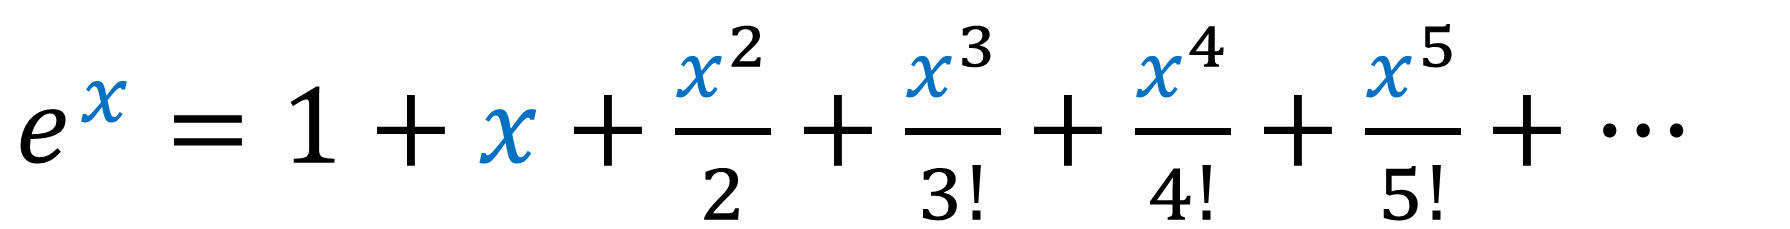 e^x = 1 + x + x^2/2 + x^3/3! + x^4/4! + x^5/5! + ⋯